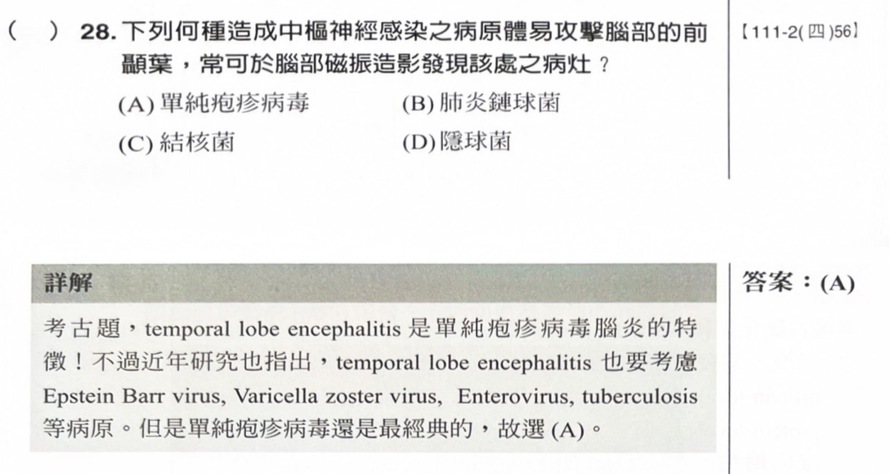 (　) 28. 下列何種造成中樞神經感染之病原體易攻擊腦部的前
顳葉，常可於腦部磁振造影發現該處之病灶？
【111-2(四)56】
(A) 單純疱疹病毒 (B) 肺炎鏈球菌
(C) 結核菌 (D) 隱球菌
詳解
答案：(A)
考古題，temporal lobe encephalitis 是單純疱疹病毒腦炎的特
徵！不過近年研究也指出，temporal lobe encephalitis 也要考慮
Epstein Barr virus, Varicella zoster virus, Enterovirus, tuberculosis
等病原。但是單純疱疹病毒還是最經典的，故選 (A)。